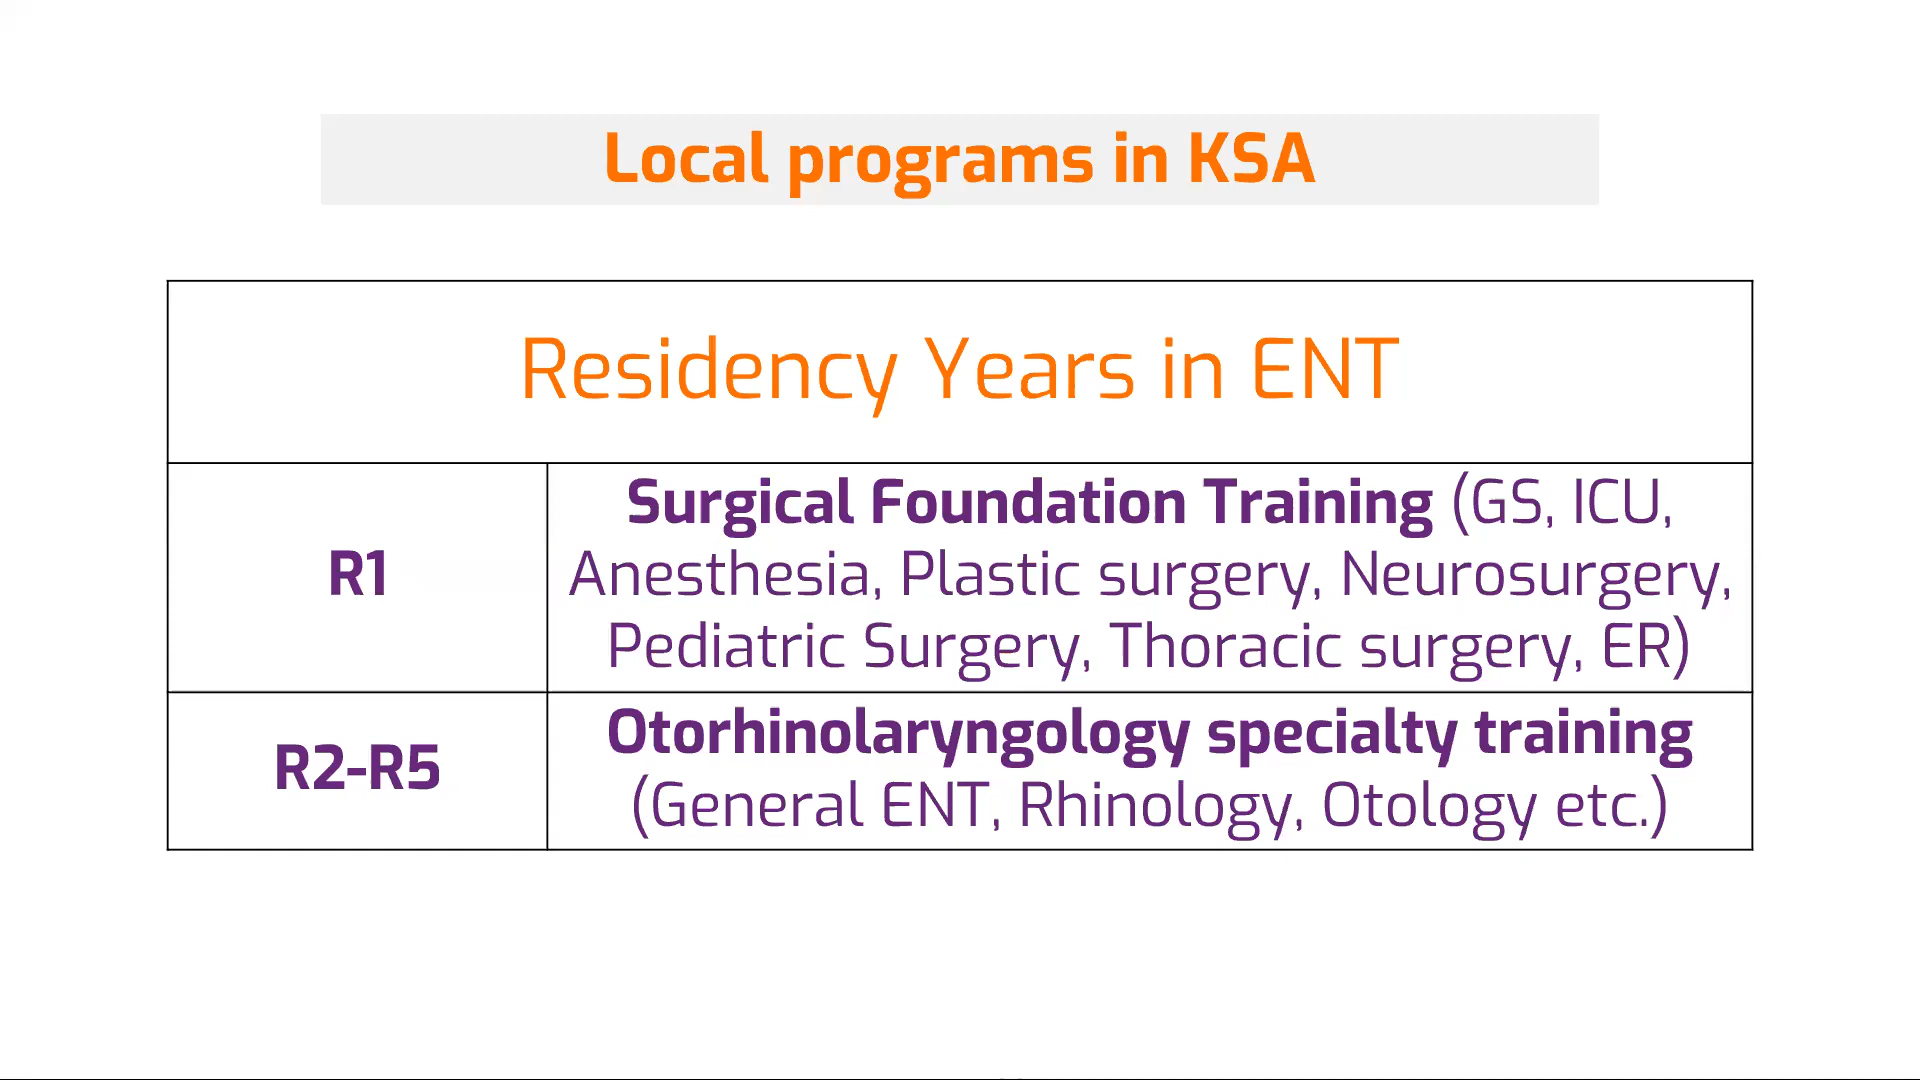 Local programs in KSA
Residency Years in ENT
R1
Surgical Foundation Training (GS, ICU,
Anesthesia, Plastic surgery, Neurosurgery,
Pediatric Surgery, Thoracic surgery, ER)
R2-R5
Otorhinolaryngology specialty training
(General ENT, Rhinology, Otology etc.)